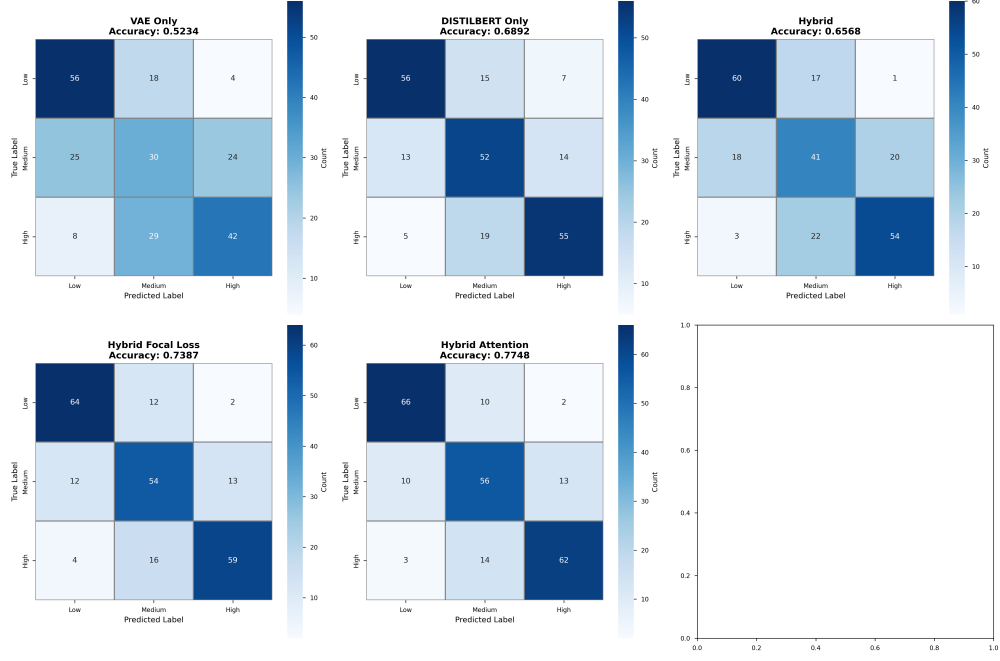 VAE Only
Accuracy: 0.5234
56 18 4
25 30 24
8 29 42
Low
Medium
High
True Label
Low Medium High
Predicted Label
50
40
30
20
10
Count
DISTILBERT Only
Accuracy: 0.6892
56 15 7
13 52 14
5 19 55
Low
Medium
High
True Label
Low Medium High
Predicted Label
50
40
30
20
10
Count
Hybrid
Accuracy: 0.6568
60 17 1
18 41 20
3 22 54
Low
Medium
High
True Label
Low Medium High
Predicted Label
60
50
40
30
20
10
Count
Hybrid Focal Loss
Accuracy: 0.7387
64 12 2
12 54 13
4 16 59
Low
Medium
High
True Label
Low Medium High
Predicted Label
60
50
40
30
20
10
Count
Hybrid Attention
Accuracy: 0.7748
66 10 2
10 56 13
3 14 62
Low
Medium
High
True Label
Low Medium High
Predicted Label
60
50
40
30
20
10
Count
1.0
0.8
0.6
0.4
0.2
0.0
0.0 0.2 0.4 0.6 0.8 1.0